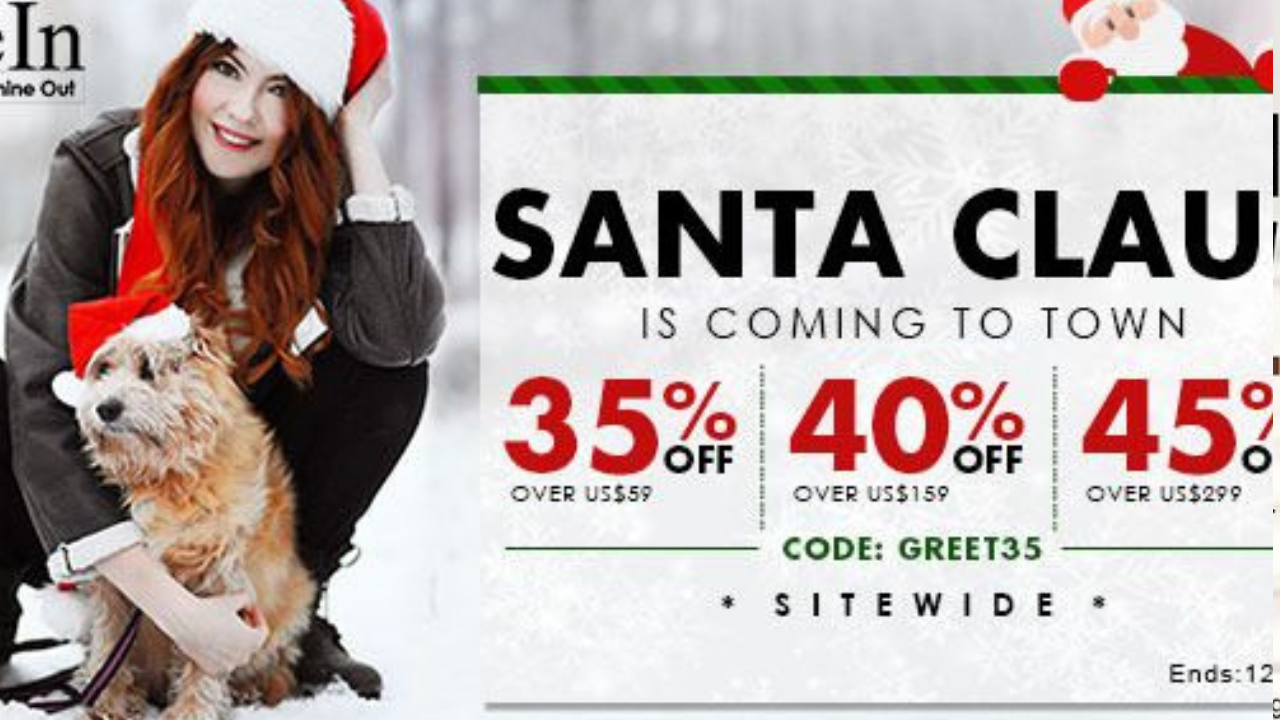 eIn
hine Out
SANTA CLAU
IS COMING TO TOWN
35% OFF
OVER US$59
40% OFF
OVER US$159
45% O
OVER US$299
CODE: GREET35
* SITEWIDE *
Ends:12